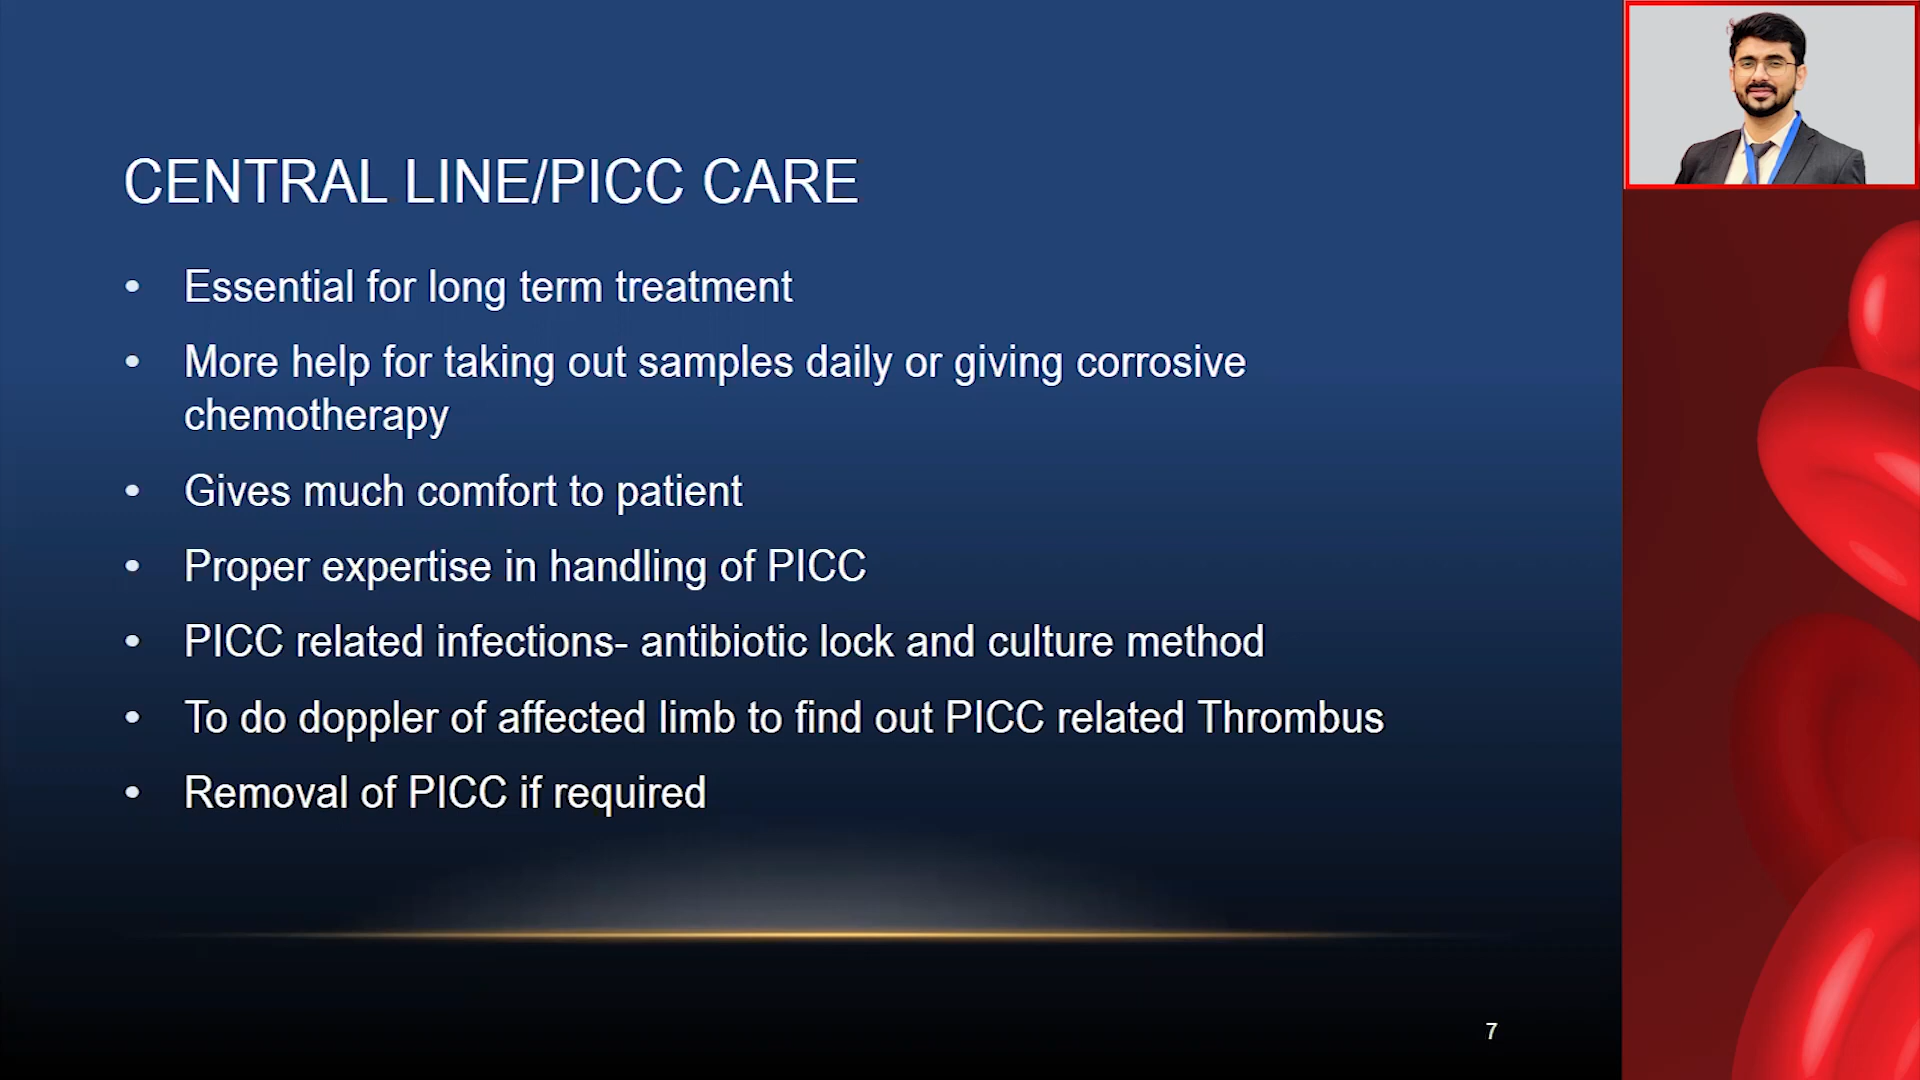 CENTRAL LINE/PICC CARE
• Essential for long term treatment
• More help for taking out samples daily or giving corrosive
chemotherapy
• Gives much comfort to patient
• Proper expertise in handling of PICC
• PICC related infections- antibiotic lock and culture method
• To do doppler of affected limb to find out PICC related Thrombus
• Removal of PICC if required
7